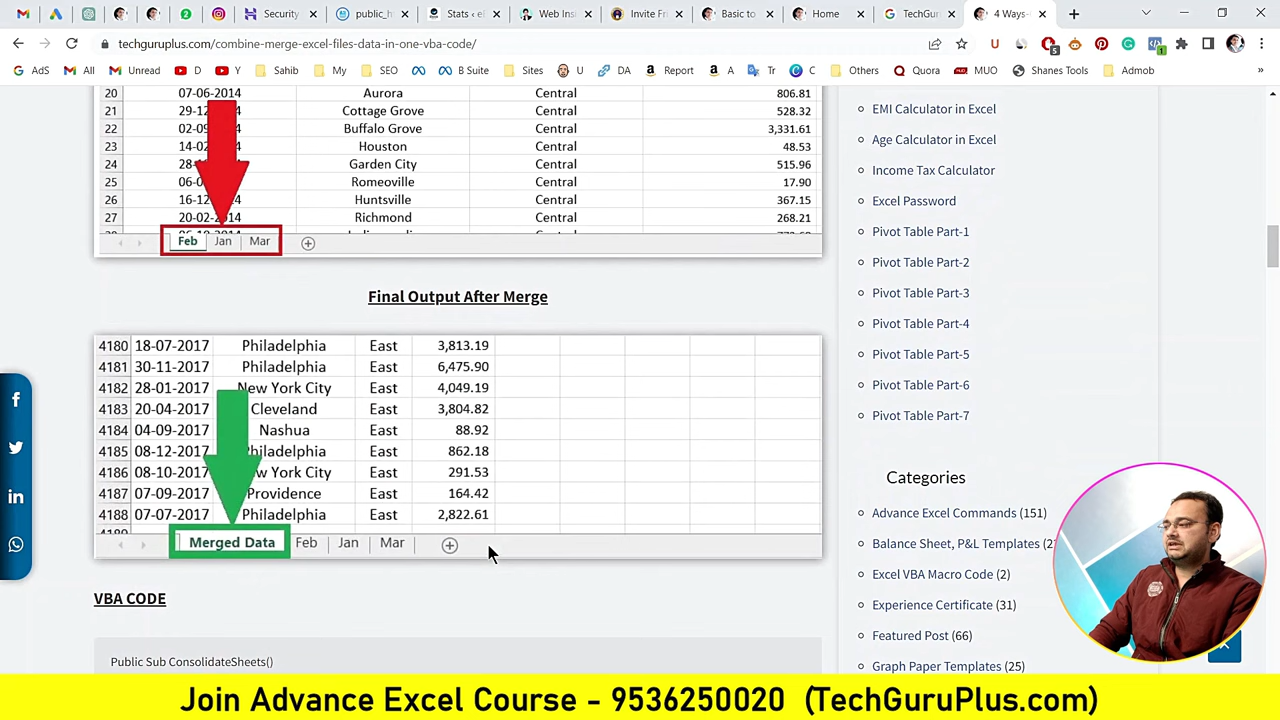 Security
public_h
Stats ‹ e
Web Ins
Invite Fri
Basic to
Home
TechGur
4 Ways-
techguruplus.com/combine-merge-excel-files-data-in-one-vba-code/
AdS
All
Unread
D
Y
Sahib
My
SEO
B Suite
Sites
U
DA
Report
A
Tr
C
Others
Quora
MUO
Shanes Tools
Admob
20 07-06-2014 Aurora Central 806.81
21 Cottage Grove Central 528.32
22 Buffalo Grove Central 3,331.61
23 Houston Central 48.53
24 Garden City Central 515.96
25 Romeoville Central 17.90
26 Huntsville Central 367.15
27 20-02-2014 Richmond Central 268.21
Feb Jan Mar
Final Output After Merge
4180 18-07-2017 Philadelphia East 3,813.19
4181 30-11-2017 Philadelphia East 6,475.90
4182 28-01-2017 New York City East 4,049.19
4183 20-04-2017 Cleveland East 3,804.82
4184 04-09-2017 Nashua East 88.92
4185 08-12-2017 Philadelphia East 862.18
4186 08-10-2017 New York City East 291.53
4187 07-09-2017 Providence East 164.42
4188 07-07-2017 Philadelphia East 2,822.01
Merged Data Feb Jan Mar
VBA CODE
Public Sub ConsolidateSheets()
EMI Calculator in Excel
Age Calculator in Excel
Income Tax Calculator
Excel Password
Pivot Table Part-1
Pivot Table Part-2
Pivot Table Part-3
Pivot Table Part-4
Pivot Table Part-5
Pivot Table Part-6
Pivot Table Part-7
Categories
Advance Excel Commands (151)
Balance Sheet, P&L Templates
Excel VBA Macro Code (2)
Experience Certificate (31)
Featured Post (66)
Graph Paper Templates (25)
Join Advance Excel Course - 9536250020 (TechGuruPlus.com)